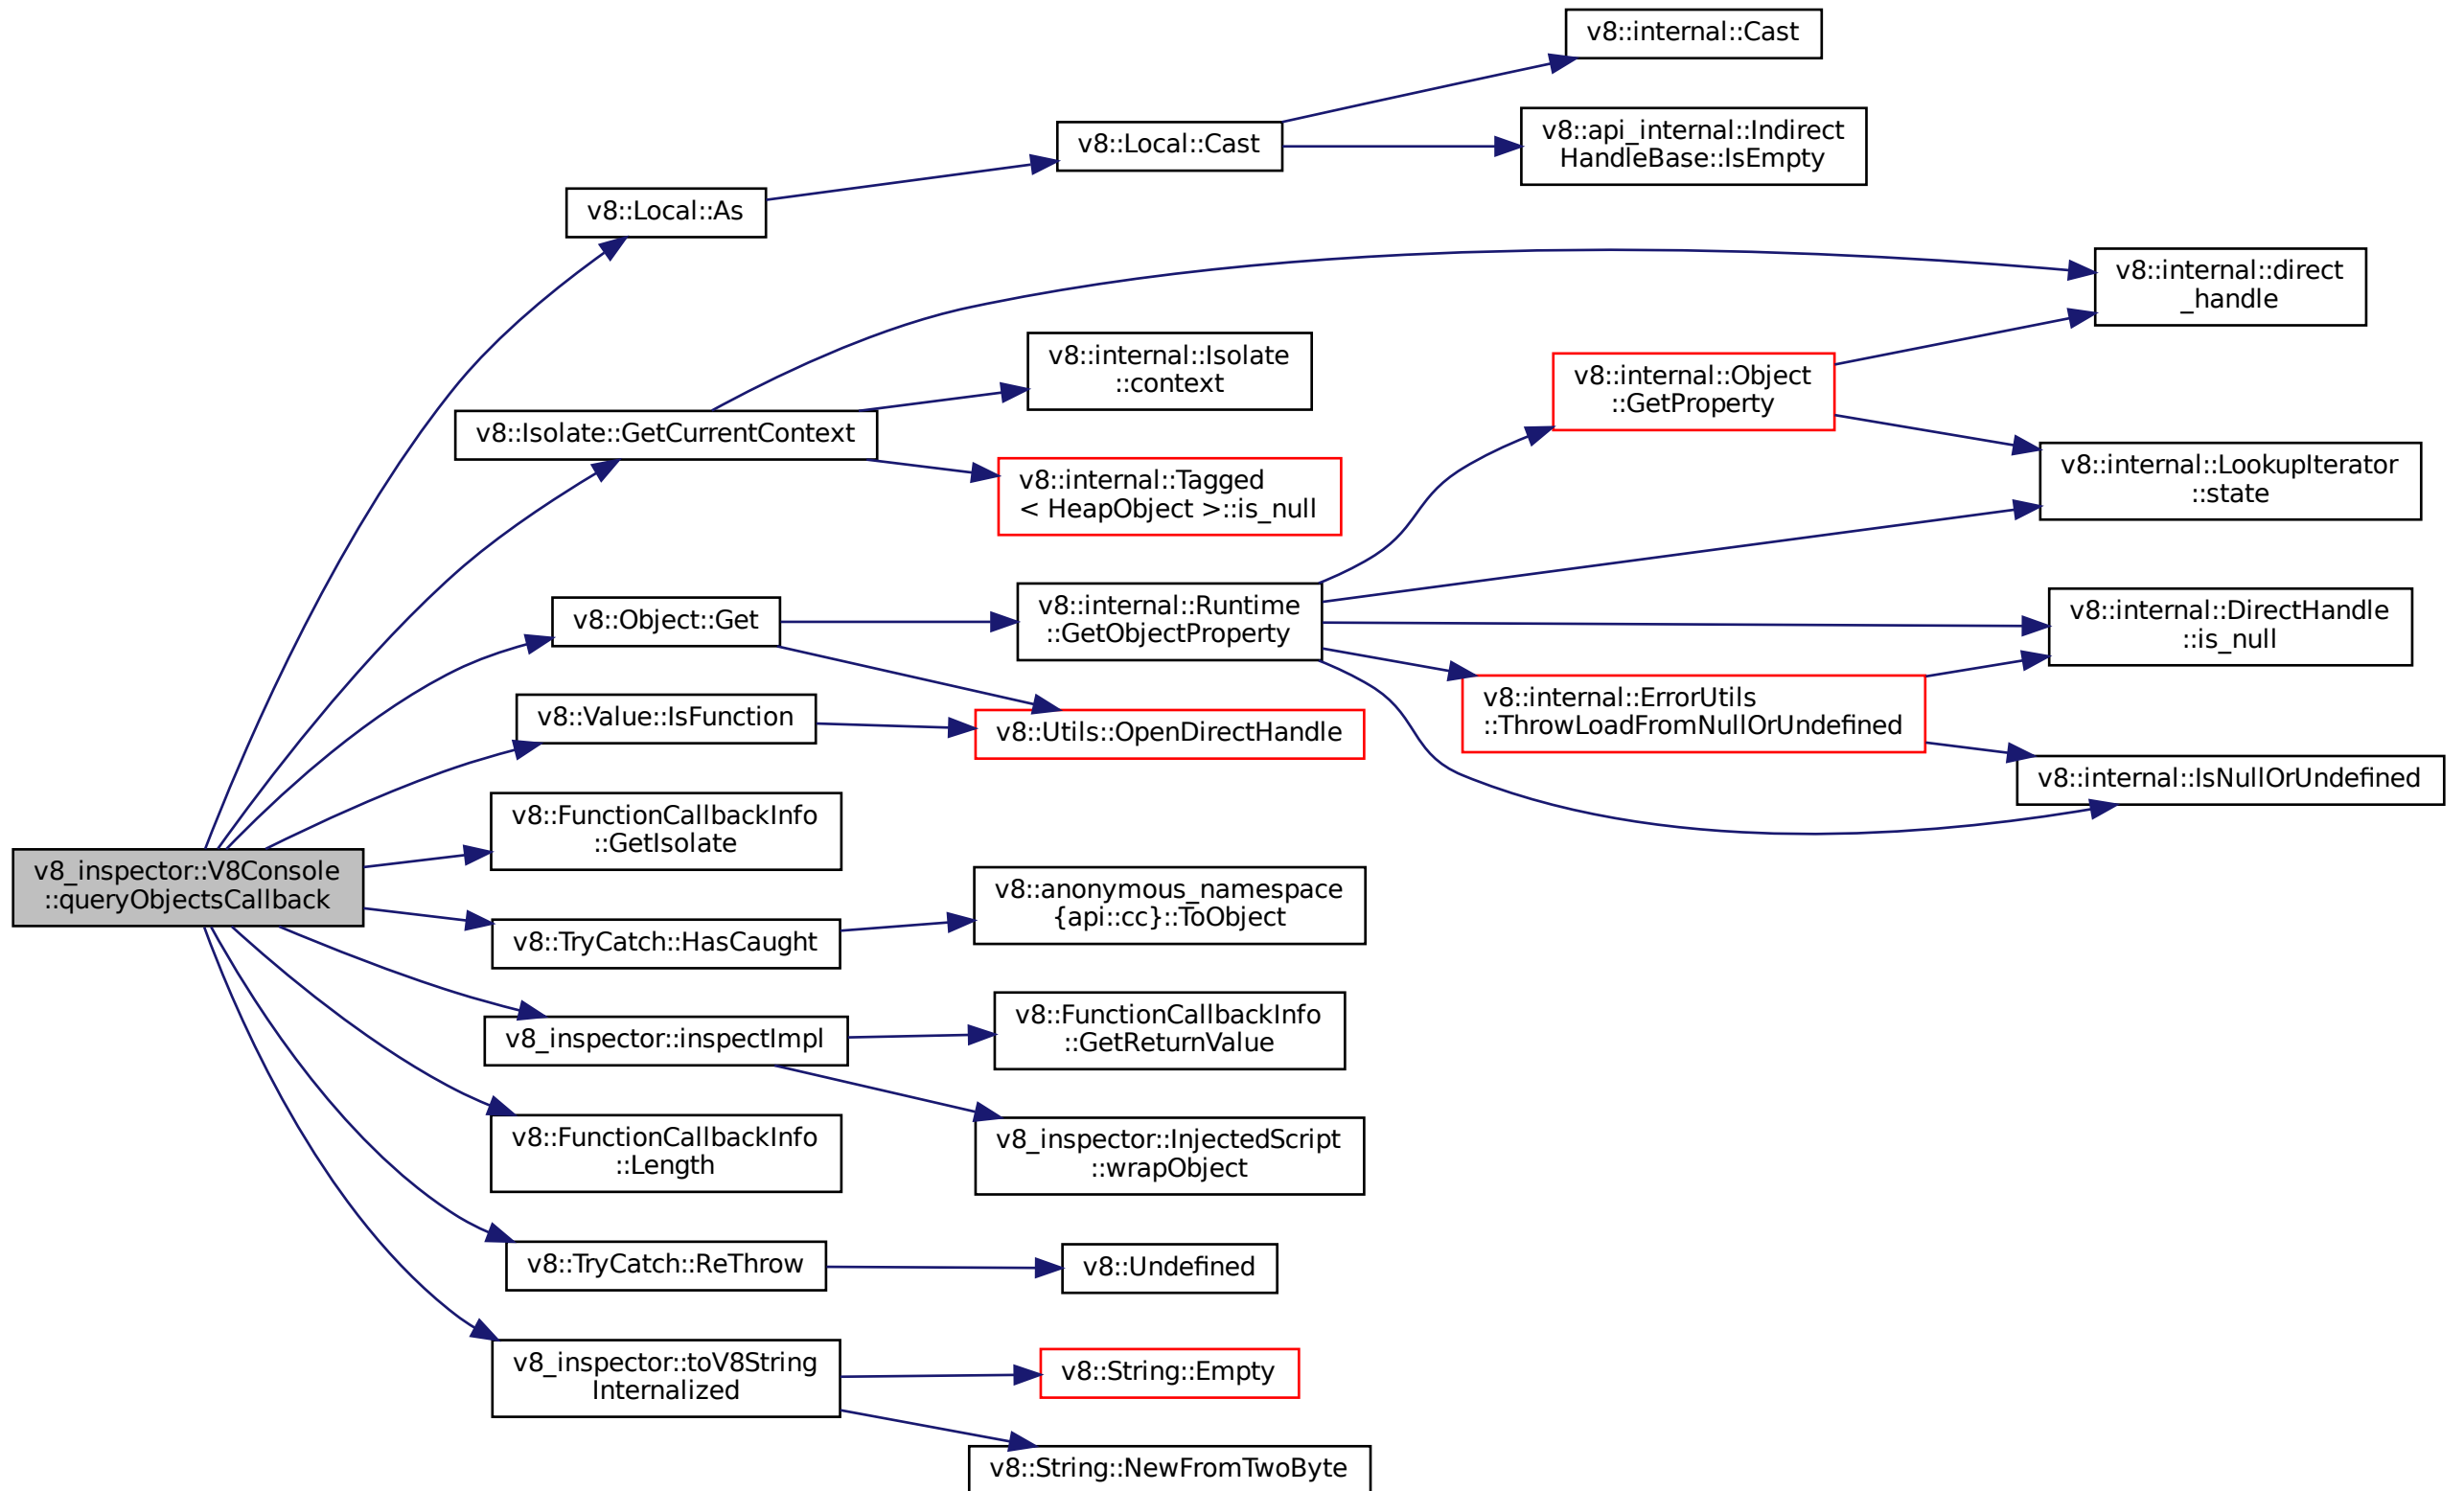 v8::internal::Cast
v8::Local::Cast
v8::api_internal::Indirect
HandleBase::IsEmpty
v8::Local::As
v8::internal::direct
_handle
v8::internal::Isolate
::context
v8::internal::Object
::GetProperty
v8::Isolate::GetCurrentContext
v8::internal::LookupIterator
::state
v8::internal::Tagged
< HeapObject >::is_null
v8::Object::Get
v8::internal::Runtime
::GetObjectProperty
v8::internal::DirectHandle
::is_null
v8::Value::IsFunction
v8::Utils::OpenDirectHandle
v8::internal::ErrorUtils
::ThrowLoadFromNullOrUndefined
v8::internal::IsNullOrUndefined
v8::FunctionCallbackInfo
::GetIsolate
v8_inspector::V8Console
::queryObjectsCallback
v8::anonymous_namespace
{api::cc}::ToObject
v8::TryCatch::HasCaught
v8::FunctionCallbackInfo
::GetReturnValue
v8_inspector::inspectImpl
v8::FunctionCallbackInfo
::Length
v8_inspector::InjectedScript
::wrapObject
v8::TryCatch::ReThrow
v8::Undefined
v8_inspector::toV8String
Internalized
v8::String::Empty
v8::String::NewFromTwoByte